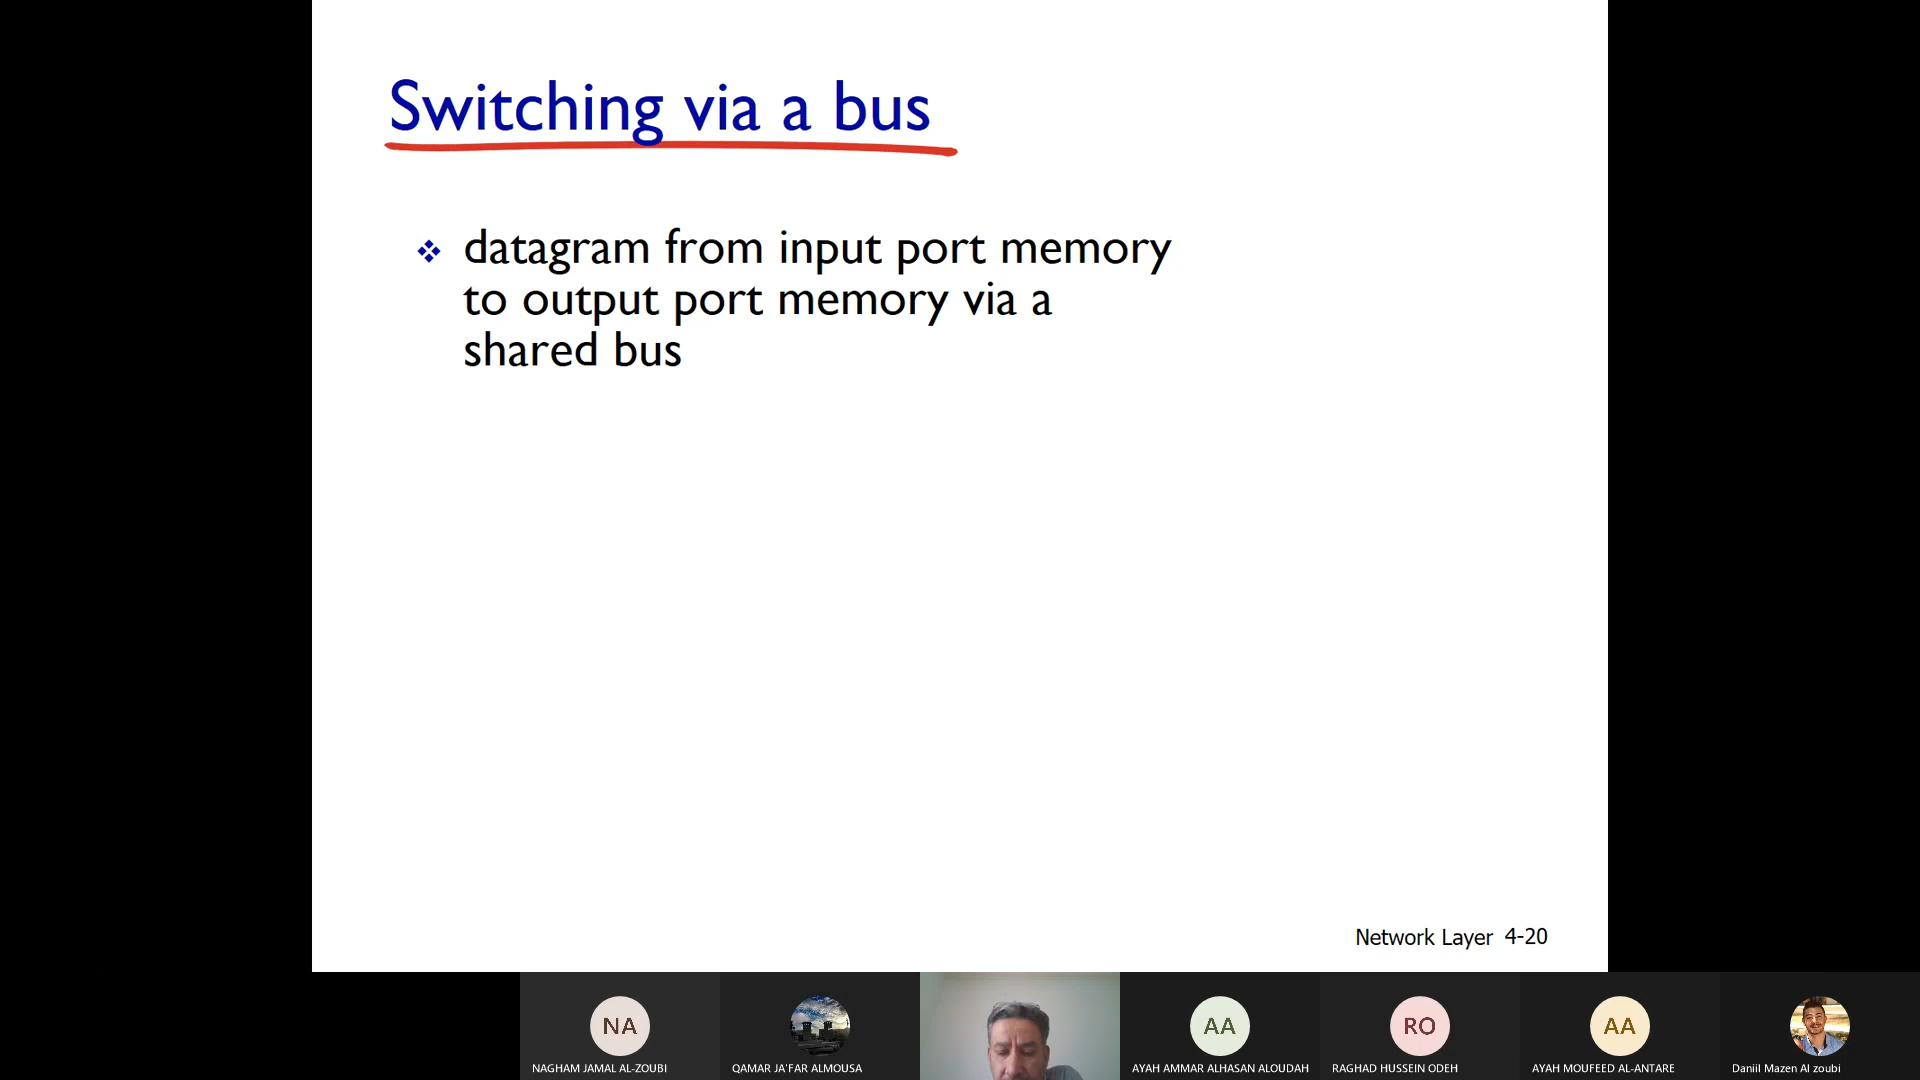 Switching via a bus
datagram from input port memory
to output port memory via a
shared bus
Network Layer 4-20
NA
AA
RO
AA
NAGHAM JAMAL AL-ZOUBI
QAMAR JA'FAR ALMOUSA
AYAH AMMAR ALHASAN ALOUDAH
RAGHAD HUSSEIN ODEH
AYAH MOUFEED AL-ANTARE
Daniil Mazen Al zoubi